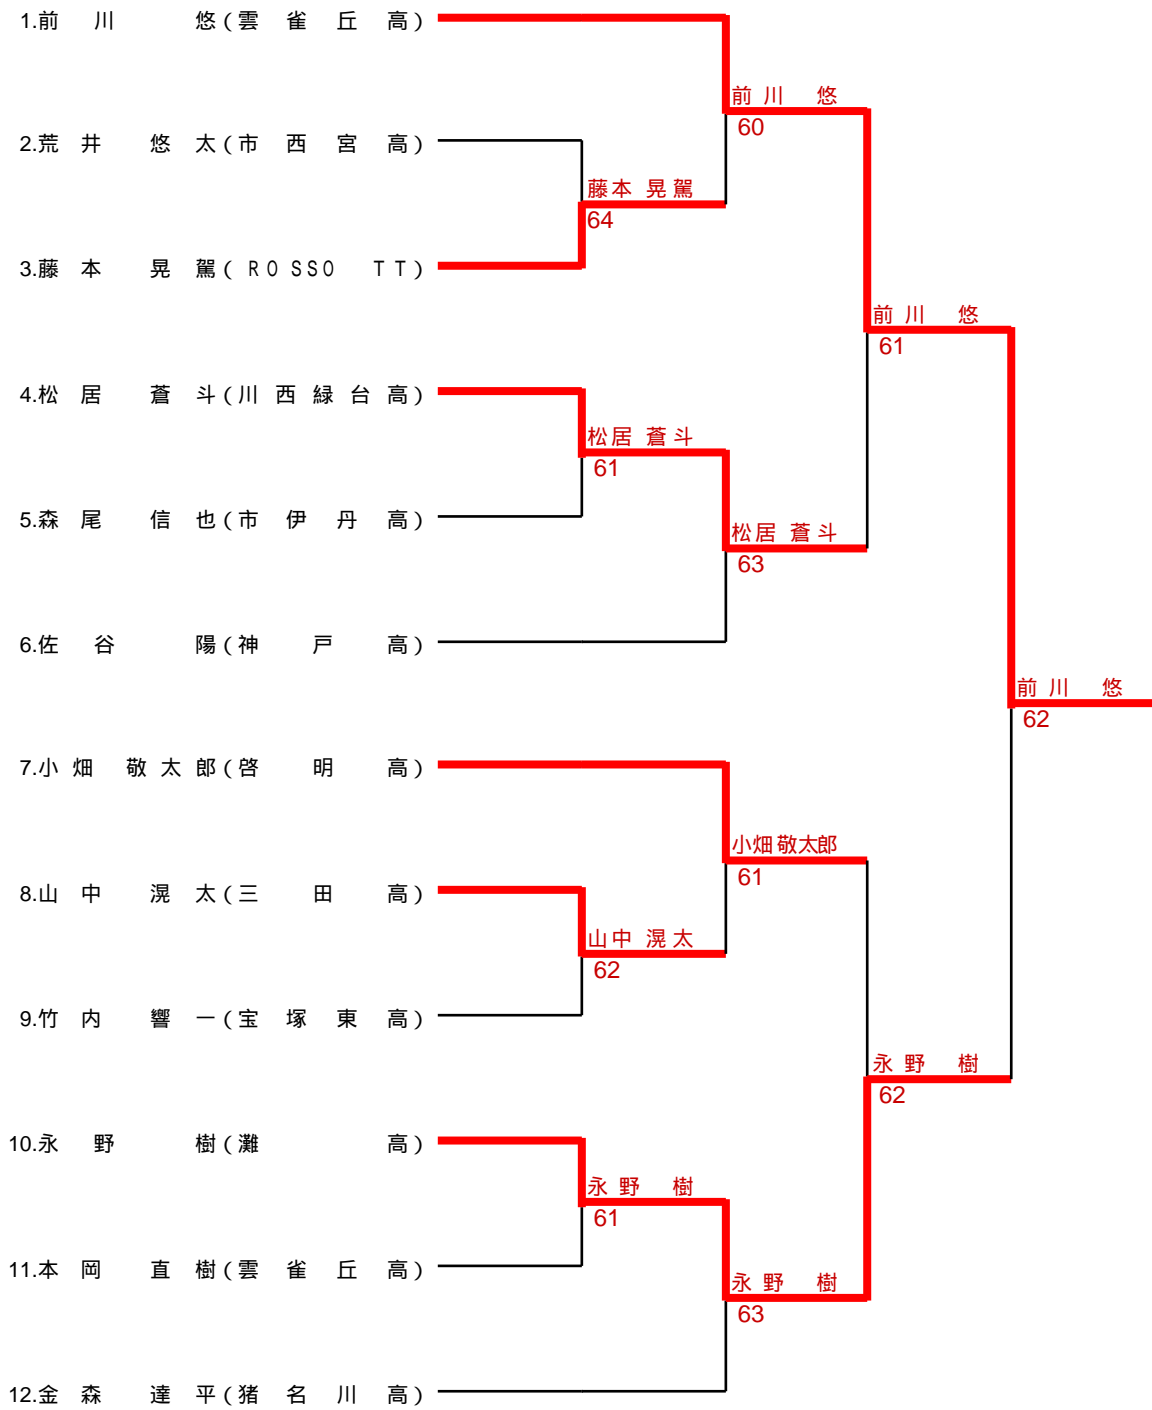 1.前川 悠(雲雀丘高)
前川 悠
60
2.荒井 悠太(市西宮高)
藤本 晃駕
64
3.藤本 晃駕(ROSSO TT)
前川 悠
61
4.松居 蒼斗(川西緑台高)
松居 蒼斗
61
5.森尾 信也(市伊丹高)
松居 蒼斗
63
6.佐谷 陽(神戸高)
前川 悠
62
7.小畑 敬太郎(啓明高)
小畑 敬太郎
61
8.山中 滉太(三田高)
山中 滉太
62
9.竹内 響一(宝塚東高)
永野 樹
62
10.永野 樹(灘高)
永野 樹
61
11.本岡 直樹(雲雀丘高)
永野 樹
63
12.金森 達平(猪名川高)